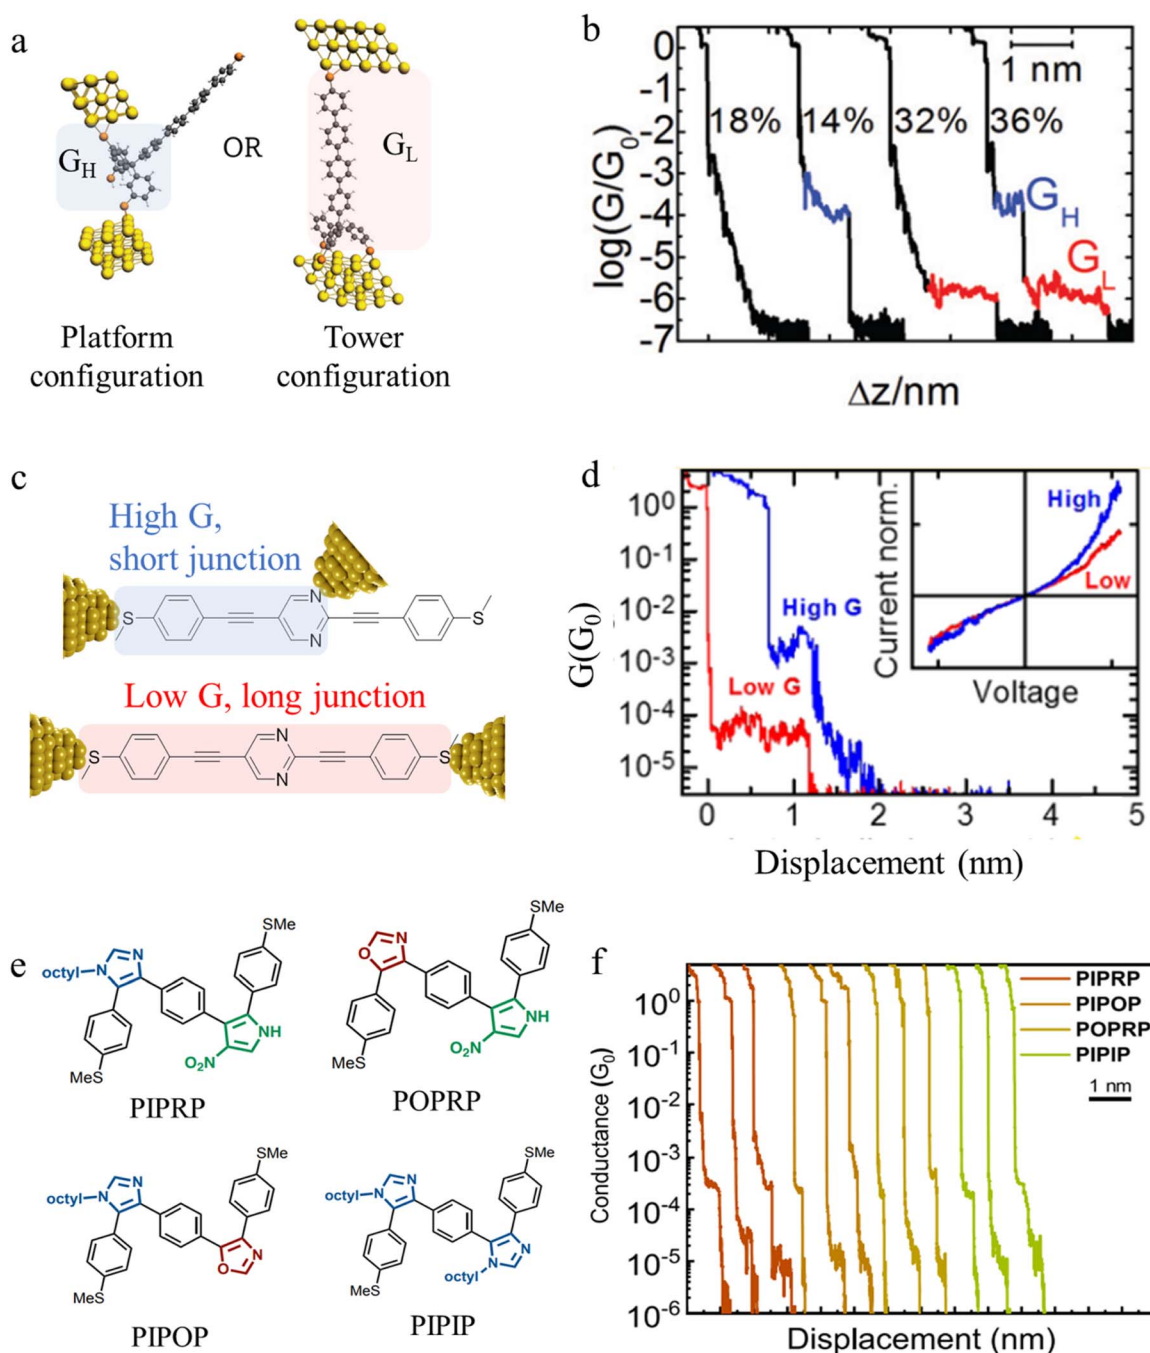 a
G_H
OR
G_L
Platform
configuration
Tower
configuration
b
log(G/G_0)
0
-1
-2
-3
-4
-5
-6
-7
1 nm
18%
14%
32%
36%
G_H
G_L
Δz/nm
c
High G,
short junction
S
N
N
S
Low G, long junction
S
N
N
S
d
G(G_0)
10^0
10^-1
10^-2
10^-3
10^-4
10^-5
High
Low
Current norm.
Voltage
High G
Low G
0 1 2 3 4 5
Displacement (nm)
e
SMe
N
octyl-N
NH
O_2N
MeS
PIPRP
SMe
N
O
NH
O_2N
MeS
POPRP
SMe
N
octyl-N
N
O
MeS
PIPOP
SMe
N
octyl-N
N
octyl-N
MeS
PIPIP
f
Conductance (G_0)
10^0
10^-1
10^-2
10^-3
10^-4
10^-5
10^-6
PIPRP
PIPOP
POPRP
PIPIP
1 nm
Displacement (nm)